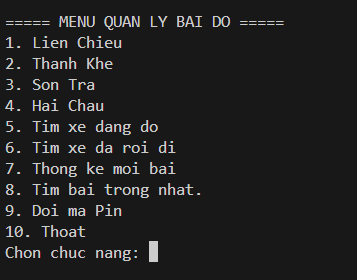 ===== MENU QUAN LY BAI DO =====
1. Lien Chieu
2. Thanh Khe
3. Son Tra
4. Hai Chau
5. Tim xe dang do
6. Tim xe da roi di
7. Thong ke moi bai
8. Tim bai trong nhat.
9. Doi ma Pin
10. Thoat
Chon chuc nang: